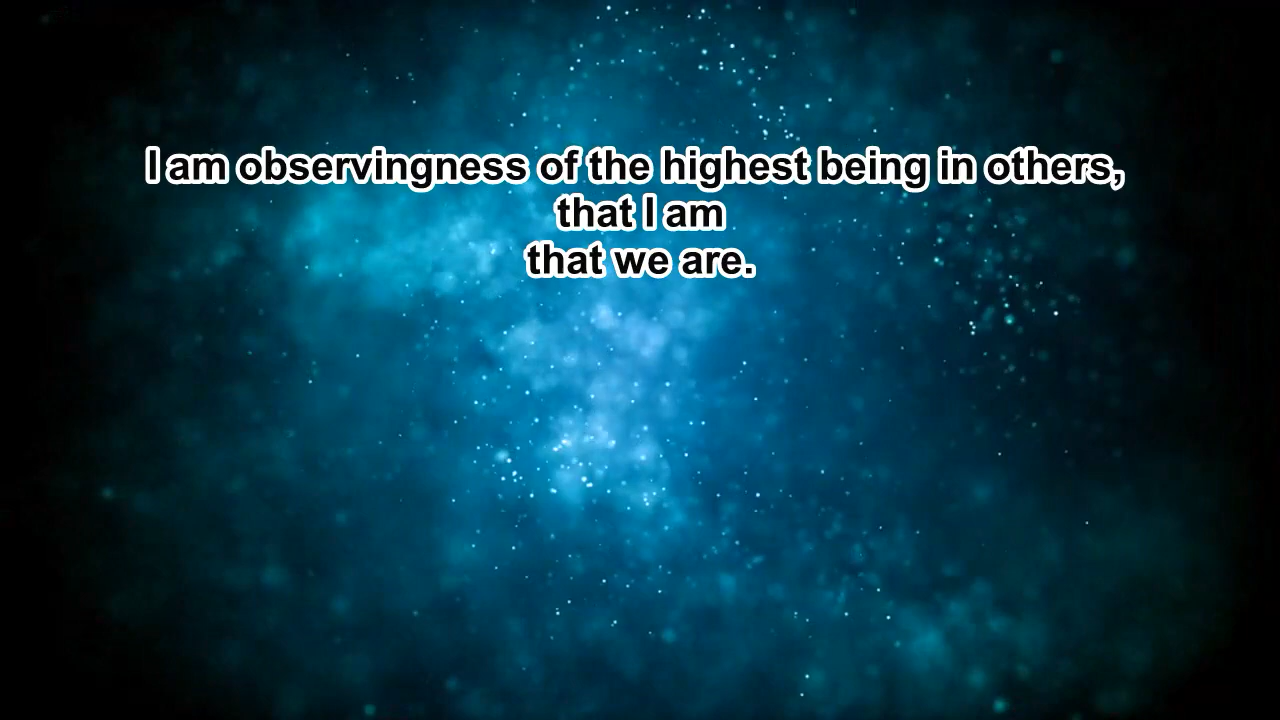 I am observingness of the highest being in others,
that I am
that we are.